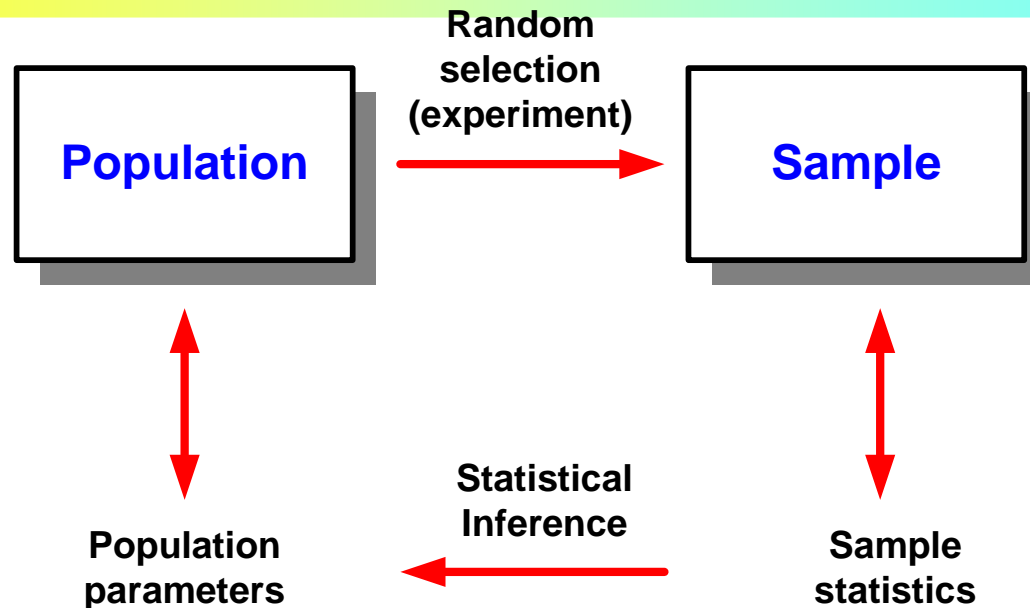 Random
selection
(experiment)
Population
Sample
Statistical
Inference
Population
parameters
Sample
statistics